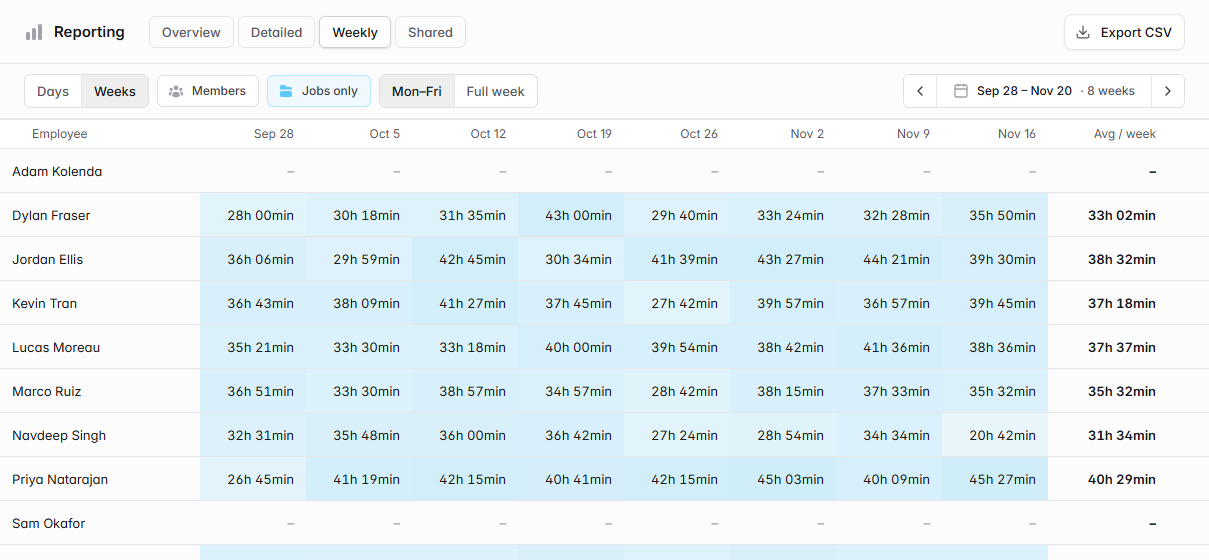 Reporting Overview Detailed Weekly Shared Export CSV
Days Weeks Members Jobs only Mon–Fri Full week Sep 28 – Nov 20 · 8 weeks
Employee Sep 28 Oct 5 Oct 12 Oct 19 Oct 26 Nov 2 Nov 9 Nov 16 Avg / week
Adam Kolenda – – – – – – – – –
Dylan Fraser 28h 00min 30h 18min 31h 35min 43h 00min 29h 40min 33h 24min 32h 28min 35h 50min 33h 02min
Jordan Ellis 36h 06min 29h 59min 42h 45min 30h 34min 41h 39min 43h 27min 44h 21min 39h 30min 38h 32min
Kevin Tran 36h 43min 38h 09min 41h 27min 37h 45min 27h 42min 39h 57min 36h 57min 39h 45min 37h 18min
Lucas Moreau 35h 21min 33h 30min 33h 18min 40h 00min 39h 54min 38h 42min 41h 36min 38h 36min 37h 37min
Marco Ruiz 36h 51min 33h 30min 38h 57min 34h 57min 28h 42min 38h 15min 37h 33min 35h 32min 35h 32min
Navdeep Singh 32h 31min 35h 48min 36h 00min 36h 42min 27h 24min 28h 54min 34h 34min 20h 42min 31h 34min
Priya Natarajan 26h 45min 41h 19min 42h 15min 40h 41min 42h 15min 45h 03min 40h 09min 45h 27min 40h 29min
Sam Okafor – – – – – – – – –